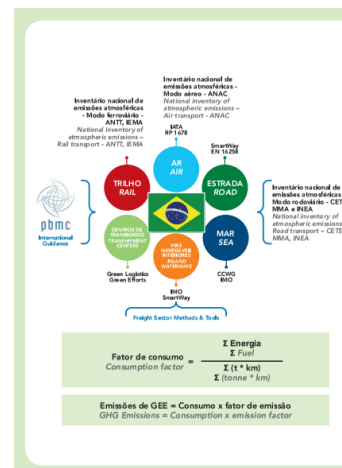 Inventário nacional de
emissões atmosféricas -
Modo aéreo - ANAC
National inventory of
atmospheric emissions –
Air transport - ANAC
IATA
RP 1678
Inventário nacional de
emissões atmosféricas
- Modo ferroviário -
ANTT, IEMA
National inventory of
atmospheric emissions –
Rail transport - ANTT, IEMA
SmartWay
EN 16258
AR
AIR
TRILHO
RAIL
ESTRADA
ROAD
Inventário nacional de
emissões atmosféricas
Modo rodoviário - CET
MMA e INEA
National inventory of
atmospheric emissions
Road transport – CETS
MMA, INEA
pbmc
International
Guidance
CENTROS DE
TRANSBORDO
TRANSHIPMENT
CENTERS
VIAS
NAVEGÁVEIS
INTERIORES
INLAND
WATERWAYS
MAR
SEA
Green Logistics
Green Efforts
CCWG
IMO
IMO
SmartWay
Freight Sector Methods & Tools
Fator de consumo
Consumption factor
=
Σ Energia
Σ Fuel
Σ (t * km)
Σ (tonne * km)
Emissões de GEE = Consumo x fator de emissão
GHG Emissions = Consumption x emission factor